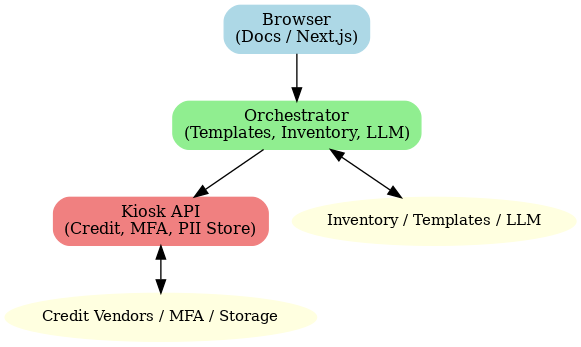 Browser
(Docs / Next.js)
Orchestrator
(Templates, Inventory, LLM)
Kiosk API
(Credit, MFA, PII Store)
Inventory / Templates / LLM
Credit Vendors / MFA / Storage